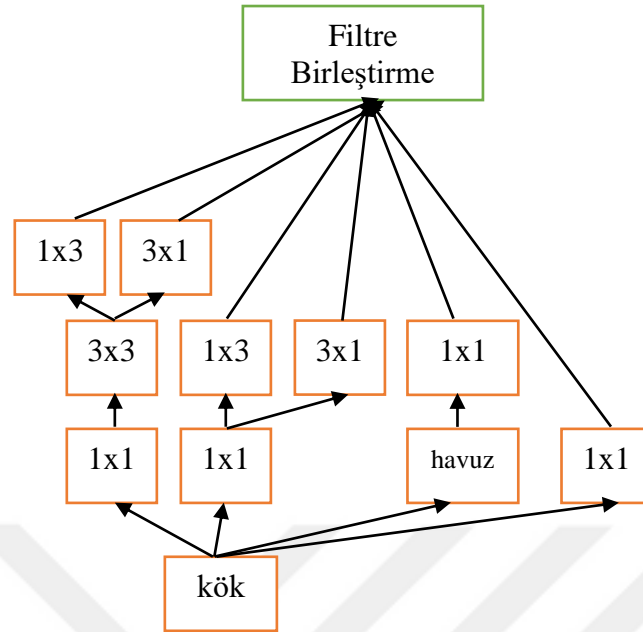 Filtre
Birleştirme
1x3 3x1
3x3 1x3 3x1 1x1
1x1 1x1 havuz 1x1
kök